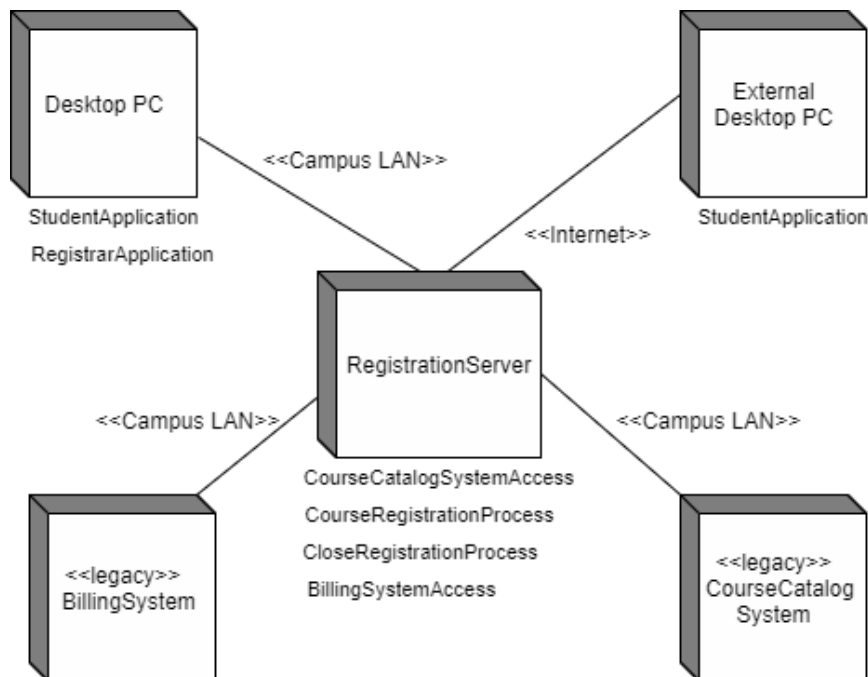 Desktop PC
External
Desktop PC
<<Campus LAN>>
StudentApplication
RegistrarApplication
StudentApplication
<<Internet>>
RegistrationServer
<<Campus LAN>>
<<Campus LAN>>
CourseCatalogSystemAccess
CourseRegistrationProcess
CloseRegistrationProcess
BillingSystemAccess
<<legacy>>
BillingSystem
<<legacy>>
CourseCatalog
System